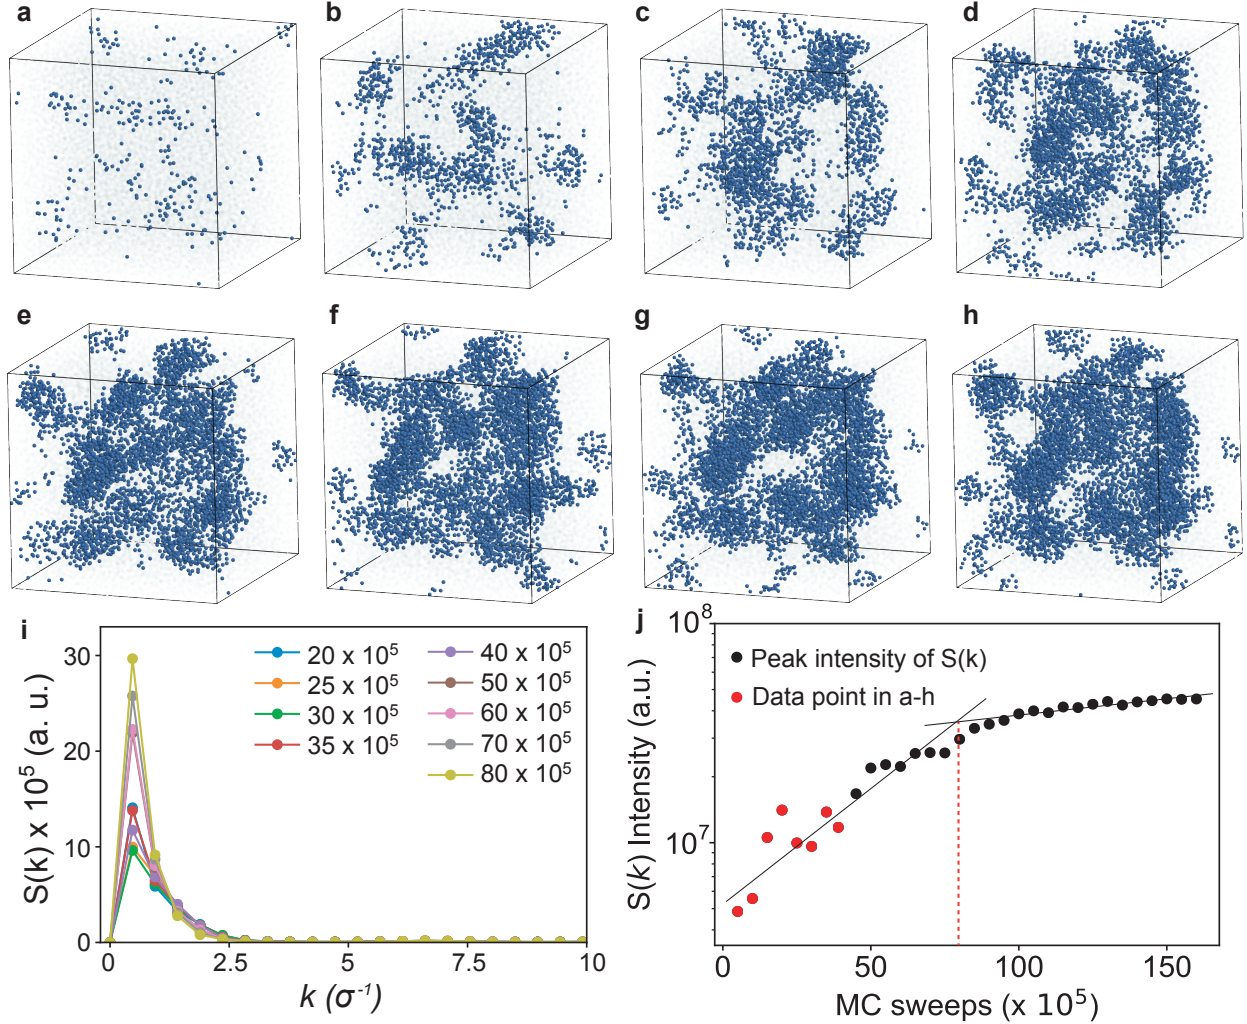 a
b
c
d
e
f
g
h
i
S(k) x 10⁵ (a. u.)
30
20
10
0
20 x 10⁵
25 x 10⁵
30 x 10⁵
35 x 10⁵
40 x 10⁵
50 x 10⁵
60 x 10⁵
70 x 10⁵
80 x 10⁵
0
2.5
5
7.5
10
k (σ⁻¹)
j
S(k) Intensity (a.u.)
10⁸
10⁷
Peak intensity of S(k)
Data point in a-h
0
50
100
150
MC sweeps (x 10⁵)